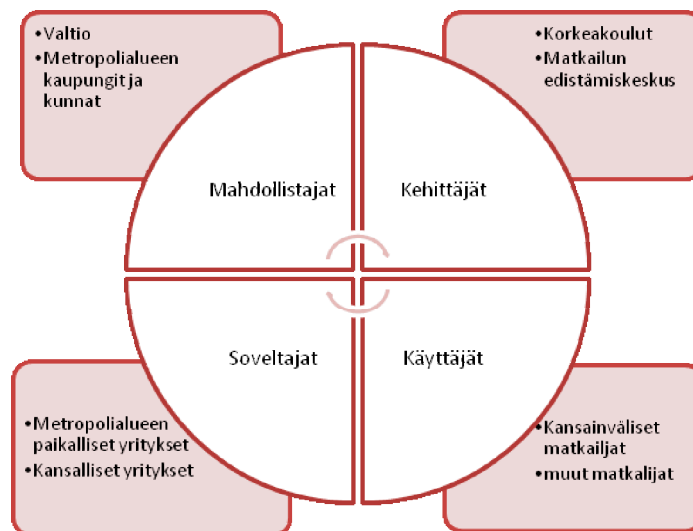 •Valtio
•Metropolialueen
kaupungit ja
kunnat
•Korkeakoulut
•Matkailun
edistämiskeskus
Mahdollistajat
Kehittäjät
Soveltajat
Käyttäjät
•Metropolialueen
paikalliset yritykset
•Kansalliset yritykset
•Kansainväliset
matkailjat
•muut matkalijat